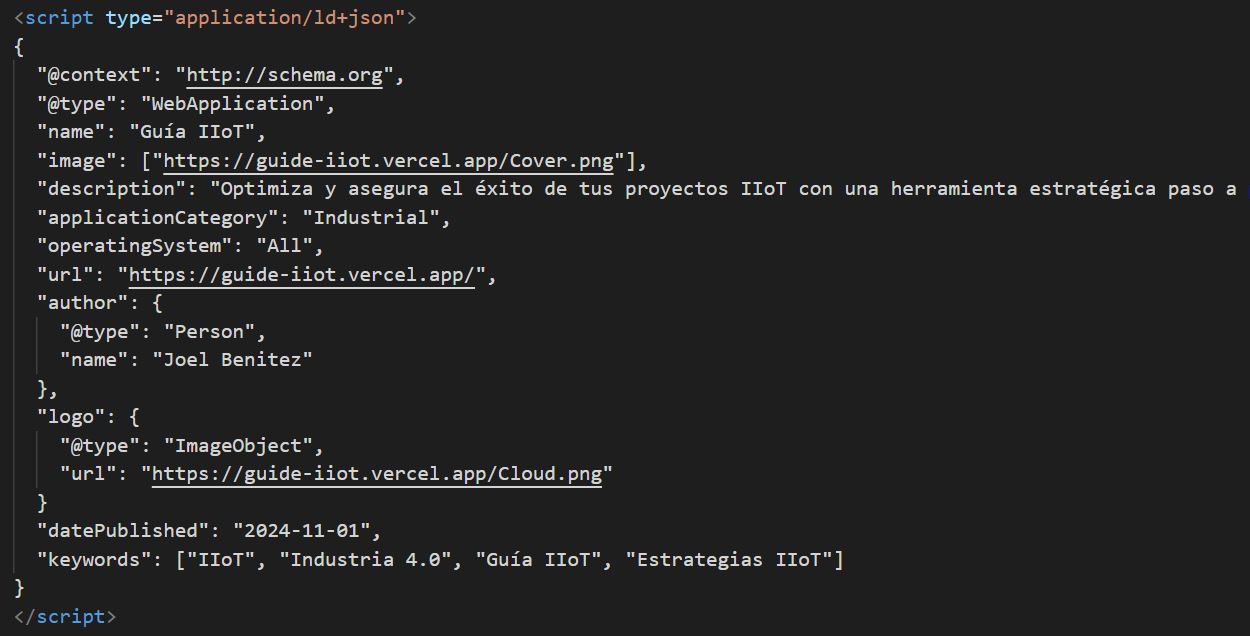 <script type="application/ld+json">
{
"@context": "http://schema.org",
"@type": "WebApplication",
"name": "Guía IIoT",
"image": ["https://guide-iiot.vercel.app/Cover.png"],
"description": "Optimiza y asegura el éxito de tus proyectos IIoT con una herramienta estratégica paso a
"applicationCategory": "Industrial",
"operatingSystem": "All",
"url": "https://guide-iiot.vercel.app/",
"author": {
"@type": "Person",
"name": "Joel Benitez"
},
"logo": {
"@type": "ImageObject",
"url": "https://guide-iiot.vercel.app/Cloud.png"
}
"datePublished": "2024-11-01",
"keywords": ["IIoT", "Industria 4.0", "Guía IIoT", "Estrategias IIoT"]
}
</script>